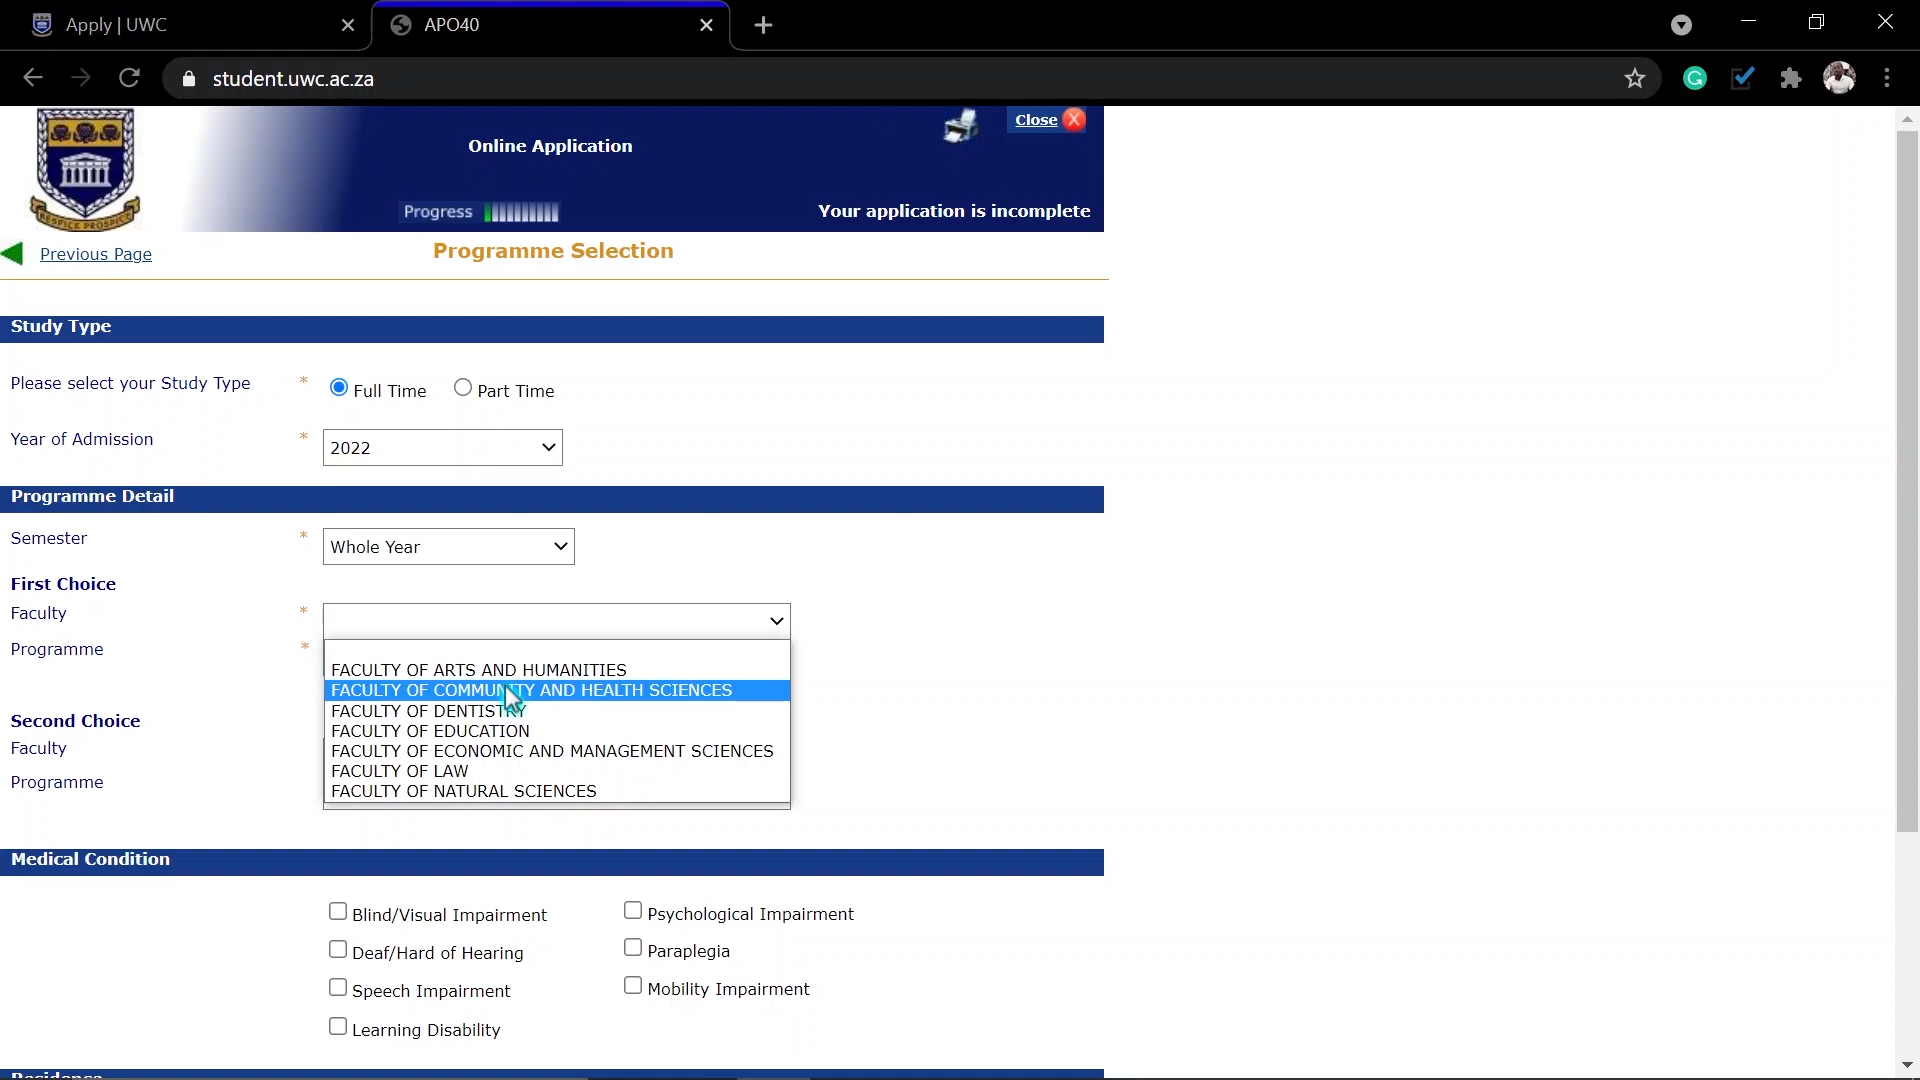 Apply | UWC
APO40
student.uwc.ac.za
Online Application
Close
RESPICE PROSPICE
Progress
Your application is incomplete
Previous Page
Programme Selection
Study Type
Please select your Study Type * Full Time Part Time
Year of Admission * 2022
Programme Detail
Semester * Whole Year
First Choice
Faculty *
Programme *
FACULTY OF ARTS AND HUMANITIES
FACULTY OF COMMUNITY AND HEALTH SCIENCES
FACULTY OF DENTISTRY
FACULTY OF EDUCATION
FACULTY OF ECONOMIC AND MANAGEMENT SCIENCES
FACULTY OF LAW
FACULTY OF NATURAL SCIENCES
Second Choice
Faculty
Programme
Medical Condition
Blind/Visual Impairment Psychological Impairment
Deaf/Hard of Hearing Paraplegia
Speech Impairment Mobility Impairment
Learning Disability
Residence